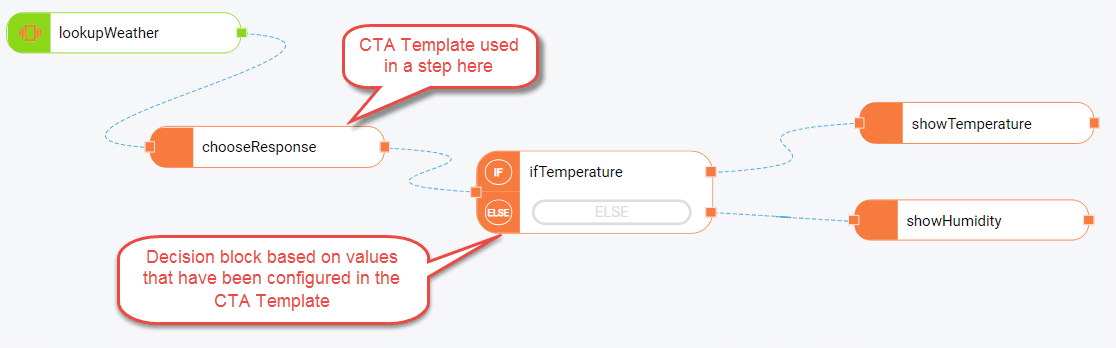 lookupWeather
CTA Template used
in a step here
chooseResponse
IF
ifTemperature
ELSE
ELSE
showTemperature
showHumidity
Decision block based on values
that have been configured in the
CTA Template